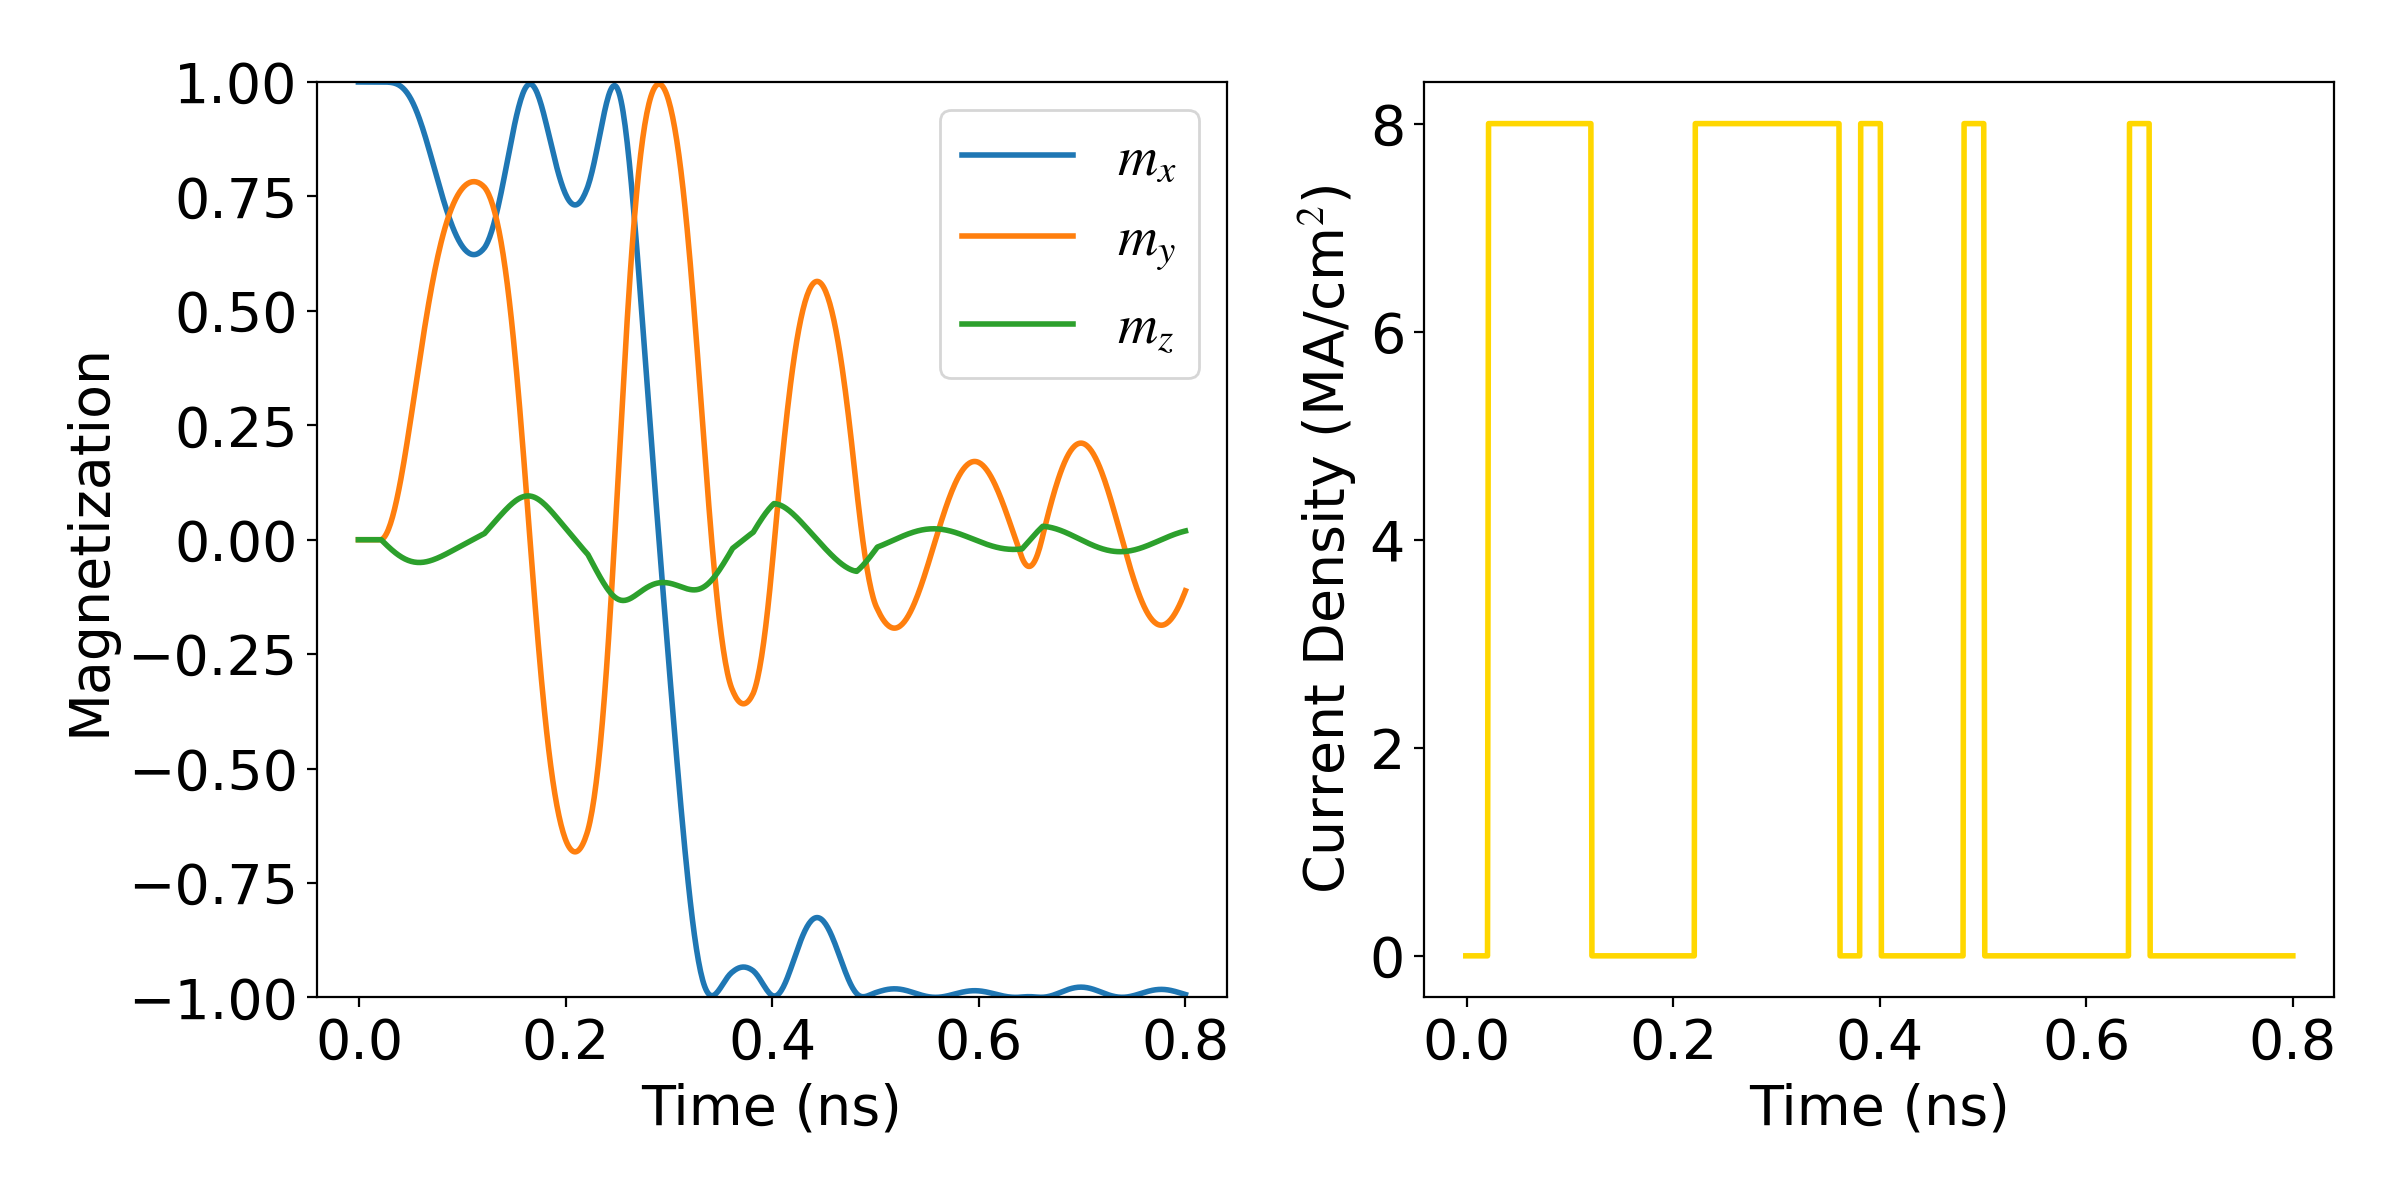 1.00
0.75
0.50
0.25
0.00
−0.25
−0.50
−0.75
−1.00
Magnetization
0.0 0.2 0.4 0.6 0.8
Time (ns)
m_x
m_y
m_z
8
6
4
2
0
Current Density (MA/cm²)
0.0 0.2 0.4 0.6 0.8
Time (ns)